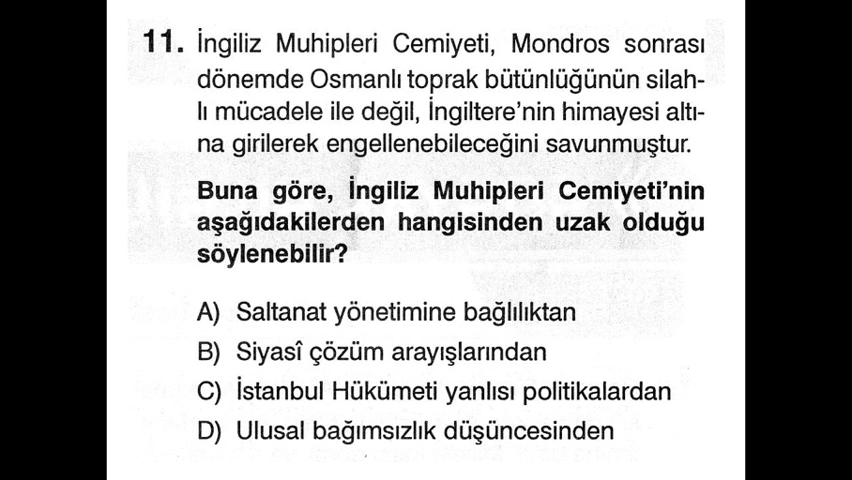 11. İngiliz Muhipleri Cemiyeti, Mondros sonrası
dönemde Osmanlı toprak bütünlüğünün silah-
lı mücadele ile değil, İngiltere'nin himayesi altı-
na girilerek engellenebileceğini savunmuştur.
Buna göre, İngiliz Muhipleri Cemiyeti'nin
aşağıdakilerden hangisinden uzak olduğu
söylenebilir?
A) Saltanat yönetimine bağlılıktan
B) Siyasî çözüm arayışlarından
C) İstanbul Hükümeti yanlısı politikalardan
D) Ulusal bağımsızlık düşüncesinden